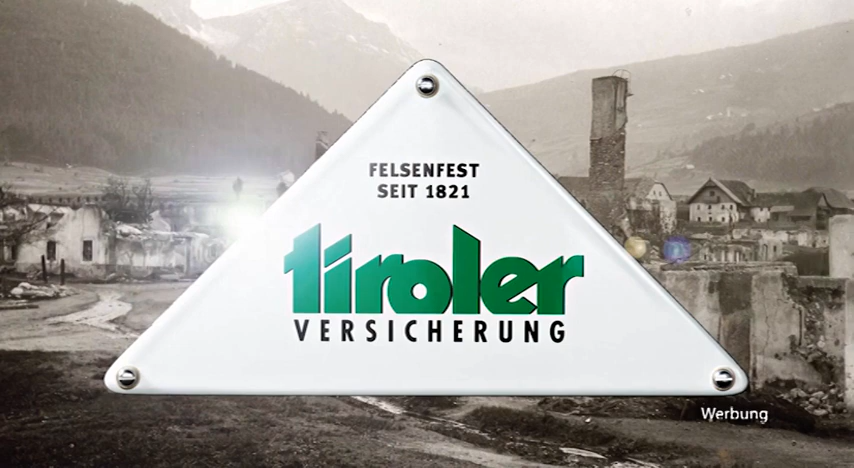 FELSENFEST
SEIT 1821
tiroler
VERSICHERUNG
Werbung